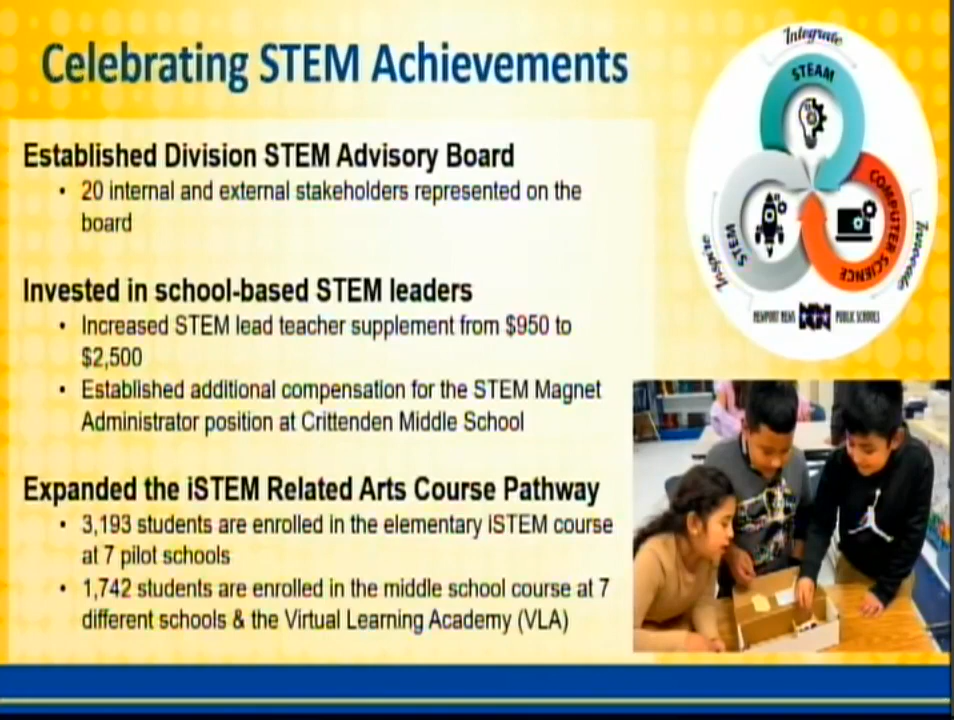 Celebrating STEM Achievements
Established Division STEM Advisory Board
• 20 internal and external stakeholders represented on the
board
Invested in school-based STEM leaders
• Increased STEM lead teacher supplement from $950 to
$2,500
• Established additional compensation for the STEM Magnet
Administrator position at Crittenden Middle School
Expanded the iSTEM Related Arts Course Pathway
• 3,193 students are enrolled in the elementary iSTEM course
at 7 pilot schools
• 1,742 students are enrolled in the middle school course at 7
different schools & the Virtual Learning Academy (VLA)
Integrate
STEAM
COMPUTER SCIENCE
Innovate
STEM
Inspire
NEWPORT NEWS NN PUBLIC SCHOOLS